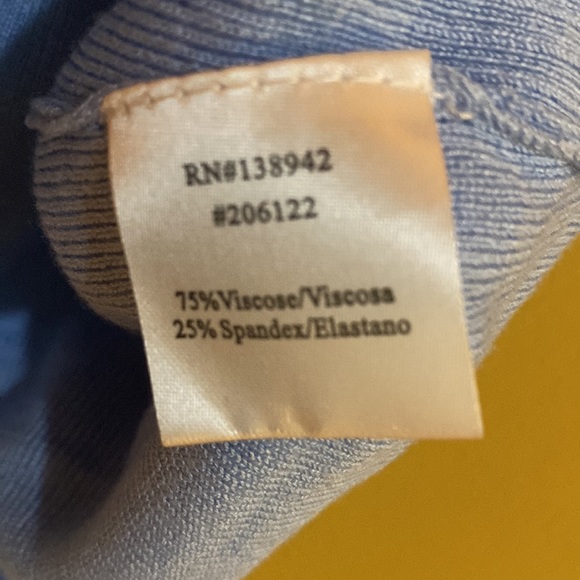 RN#138942
#206122
75%Viscose/Viscosa
25%Spandex/Elastano